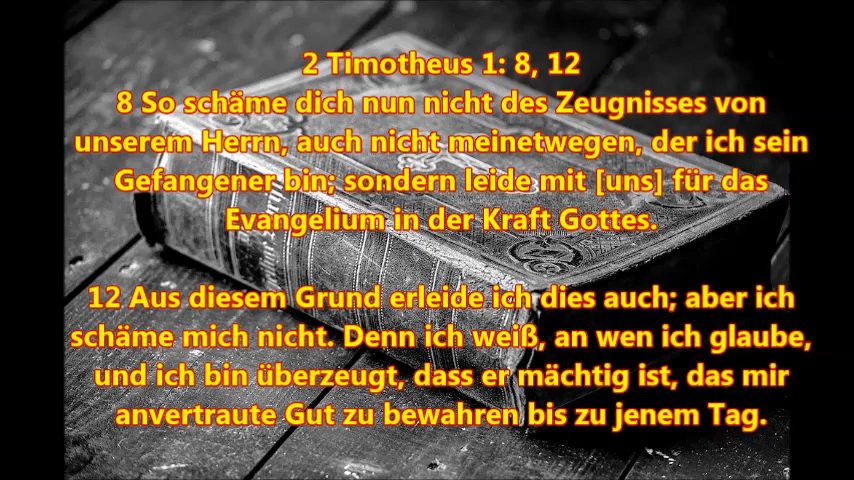 2 Timotheus 1: 8, 12
8 So schäme dich nun nicht des Zeugnisses von
unserem Herrn, auch nicht meinetwegen, der ich sein
Gefangener bin; sondern leide mit [uns] für das
Evangelium in der Kraft Gottes.
12 Aus diesem Grund erleide ich dies auch; aber ich
schäme mich nicht. Denn ich weiß, an wen ich glaube,
und ich bin überzeugt, dass er mächtig ist, das mir
anvertraute Gut zu bewahren bis zu jenem Tag.